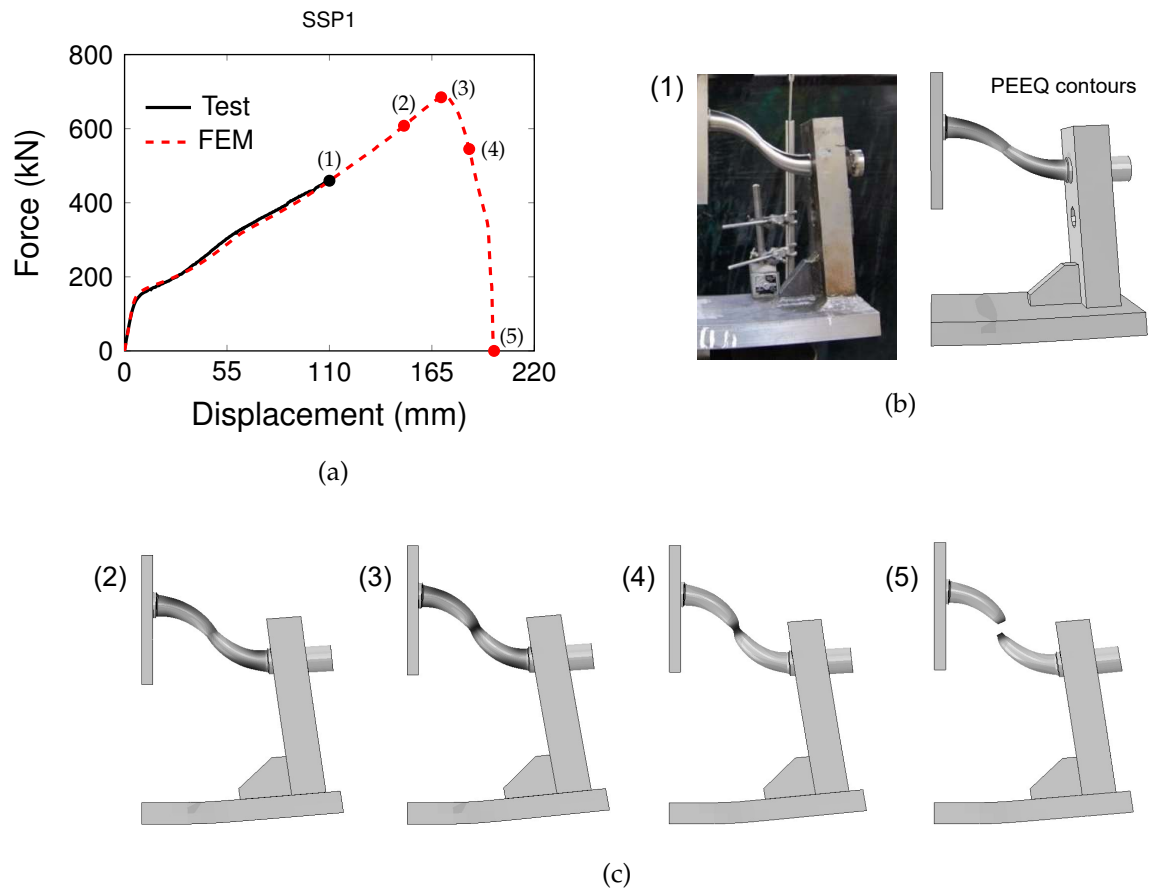 SSP1
800
600
400
200
0
Force (kN)
Test
FEM
(1)
(2)
(3)
(4)
(5)
0 55 110 165 220
Displacement (mm)
(a)
(1)
PEEQ contours
(b)
(2) (3) (4) (5)
(c)